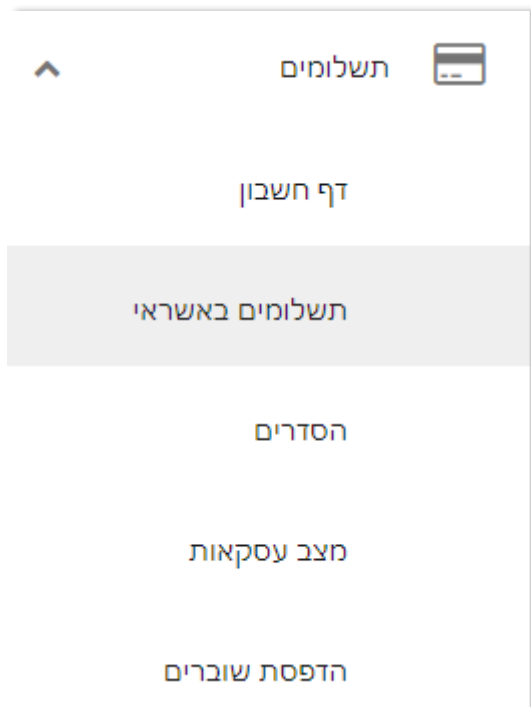 תשלומים
דף חשבון
תשלומים באשראי
הסדרים
מצב עסקאות
הדפסת שוברים